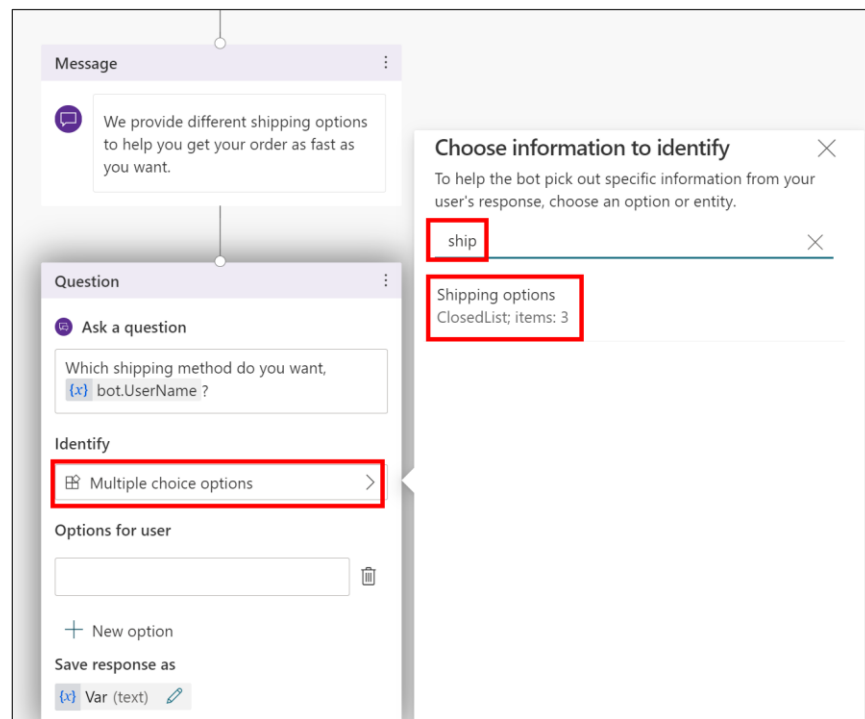 Message
We provide different shipping options
to help you get your order as fast as
you want.
Question
Ask a question
Which shipping method do you want,
{x} bot.UserName ?
Identify
Multiple choice options
Options for user
New option
Save response as
{x} Var (text)
Choose information to identify
To help the bot pick out specific information from your
user's response, choose an option or entity.
ship
Shipping options
ClosedList; items: 3